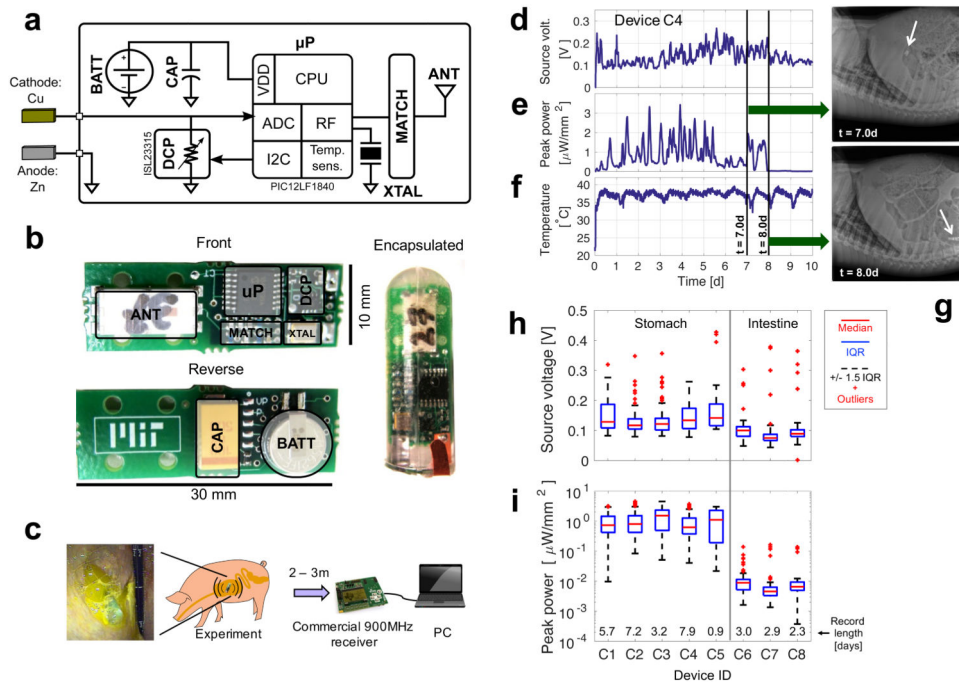 a
µP
BATT
CAP
VDD
CPU
ANT
Cathode:
Cu
ADC
RF
MATCH
Anode:
Zn
ISL23315
DCP
I2C
Temp.
sens.
PIC12LF1840
XTAL
b
Front
Encapsulated
ANT
uP
DCP
MATCH
XTAL
10 mm
Reverse
MIT
CAP
BATT
30 mm
c
2 – 3m
Experiment
Commercial 900MHz
receiver
PC
d
Device C4
Source volt.
[V]
0.3
0.2
0.1
0
e
Peak power
[µW/mm²]
3
2
1
0
t = 7.0d
f
Temperature
[°C]
40
35
30
25
20
t = 7.0d
t = 8.0d
0 1 2 3 4 5 6 7 8 9 10
Time [d]
t = 8.0d
g
h
Stomach
Intestine
Source voltage [V]
0.5
0.4
0.3
0.2
0.1
0
Median
IQR
+/- 1.5 IQR
Outliers
i
Peak power [µW/mm²]
10¹
10⁰
10⁻¹
10⁻²
10⁻³
10⁻⁴
5.7 7.2 3.2 7.9 0.9 3.0 2.9 2.3
Record
length
[days]
C1 C2 C3 C4 C5 C6 C7 C8
Device ID